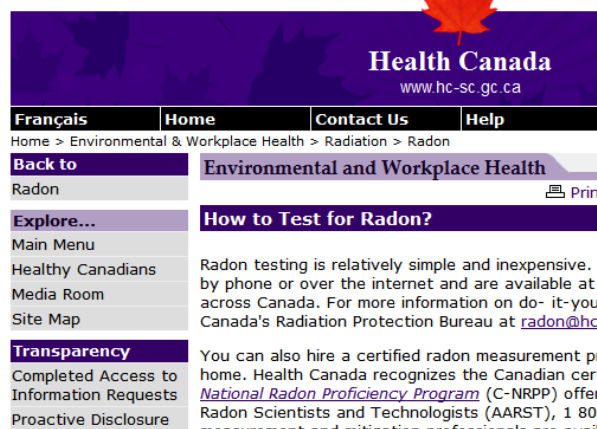 Health Canada
www.hc-sc.gc.ca
Français Home Contact Us Help
Home > Environmental & Workplace Health > Radiation > Radon
Back to
Radon
Explore...
Main Menu
Healthy Canadians
Media Room
Site Map
Transparency
Completed Access to
Information Requests
Proactive Disclosure
Environmental and Workplace Health
How to Test for Radon?
Radon testing is relatively simple and inexpensive.
by phone or over the internet and are available at
across Canada. For more information on do- it-you
Canada's Radiation Protection Bureau at radon@hc
You can also hire a certified radon measurement p
home. Health Canada recognizes the Canadian cer
National Radon Proficiency Program (C-NRPP) offe
Radon Scientists and Technologists (AARST), 1 80